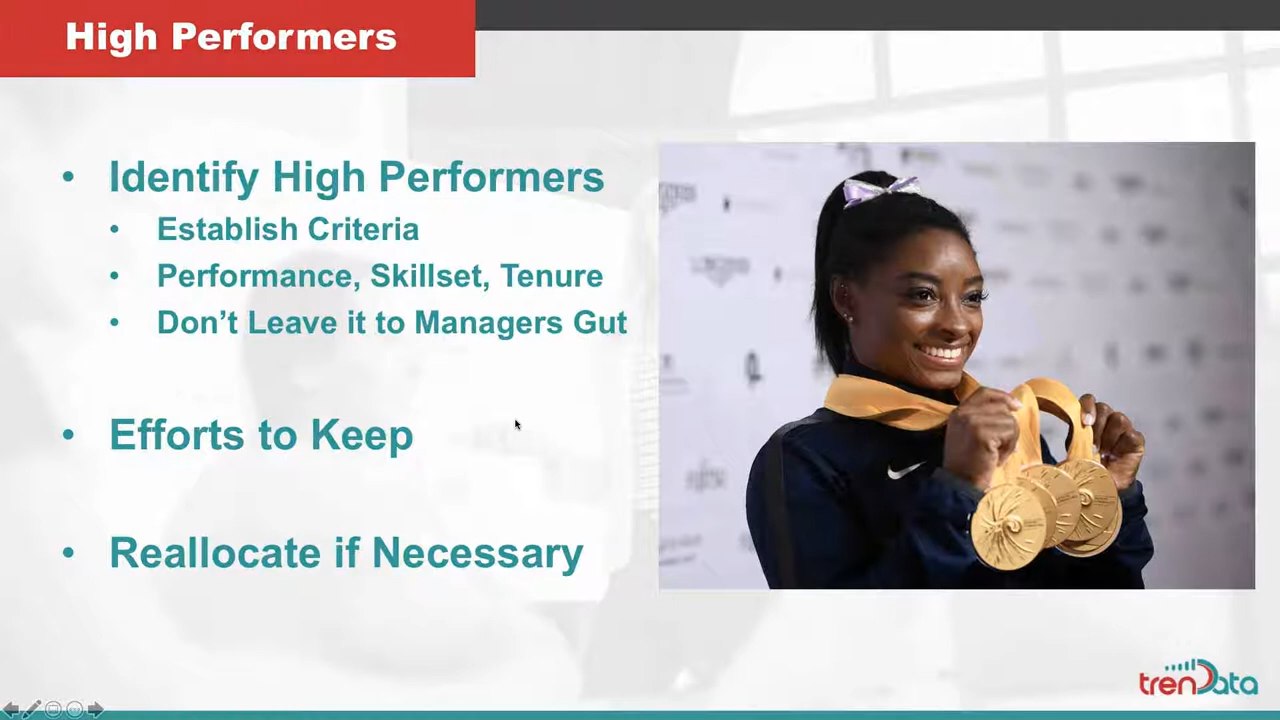 High Performers
• Identify High Performers
• Establish Criteria
• Performance, Skillset, Tenure
• Don’t Leave it to Managers Gut
• Efforts to Keep
• Reallocate if Necessary
trenData